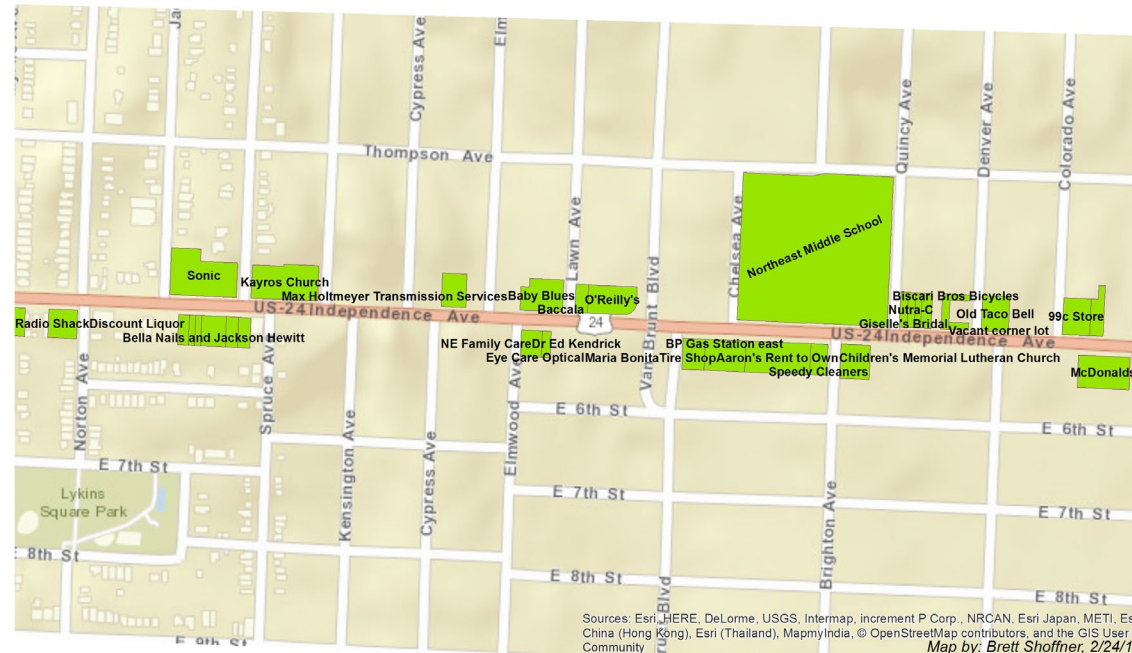 Cypress Ave
Elm
Thompson Ave
Quincy Ave
Denver Ave
Colorado Ave
Lawn Ave
Van Brunt Blvd
Chelsea Ave
Northeast Middle School
Sonic
Kayros Church
Max Holtmeyer Transmission Services
Baby Blues
Baccala
O'Reilly's
Biscari Bros Bicycles
Nutra-C
Old Taco Bell
Giselle's Bridal
Vacant corner lot
99c Store
US-24
Independence Ave
24
US-24
Independence Ave
Radio Shack
Discount Liquor
Bella Nails and Jackson Hewitt
NE Family Care
Dr Ed Kendrick
Eye Care Optical
Maria Bonita
BP Gas Station east
Tire Shop
Aaron's Rent to Own
Children's Memorial Lutheran Church
Speedy Cleaners
McDonalds
Norton Ave
Spruce Ave
Kensington Ave
Cypress Ave
Elmwood Ave
Brighton Ave
E 6th St
E 6th St
E 7th St
E 7th St
E 7th St
Lykins
Square Park
E 8th St
E 8th St
E 8th St
E 9th St
Blvd
Sources: Esri, HERE, DeLorme, USGS, Intermap, increment P Corp., NRCAN, Esri Japan, METI, Es
China (Hong Kong), Esri (Thailand), MapmyIndia, © OpenStreetMap contributors, and the GIS User
Community
Map by: Brett Shoffner, 2/24/1